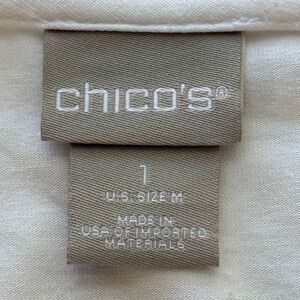 chico's®
1
U.S. SIZE M
MADE IN
USA OF IMPORTED
MATERIALS